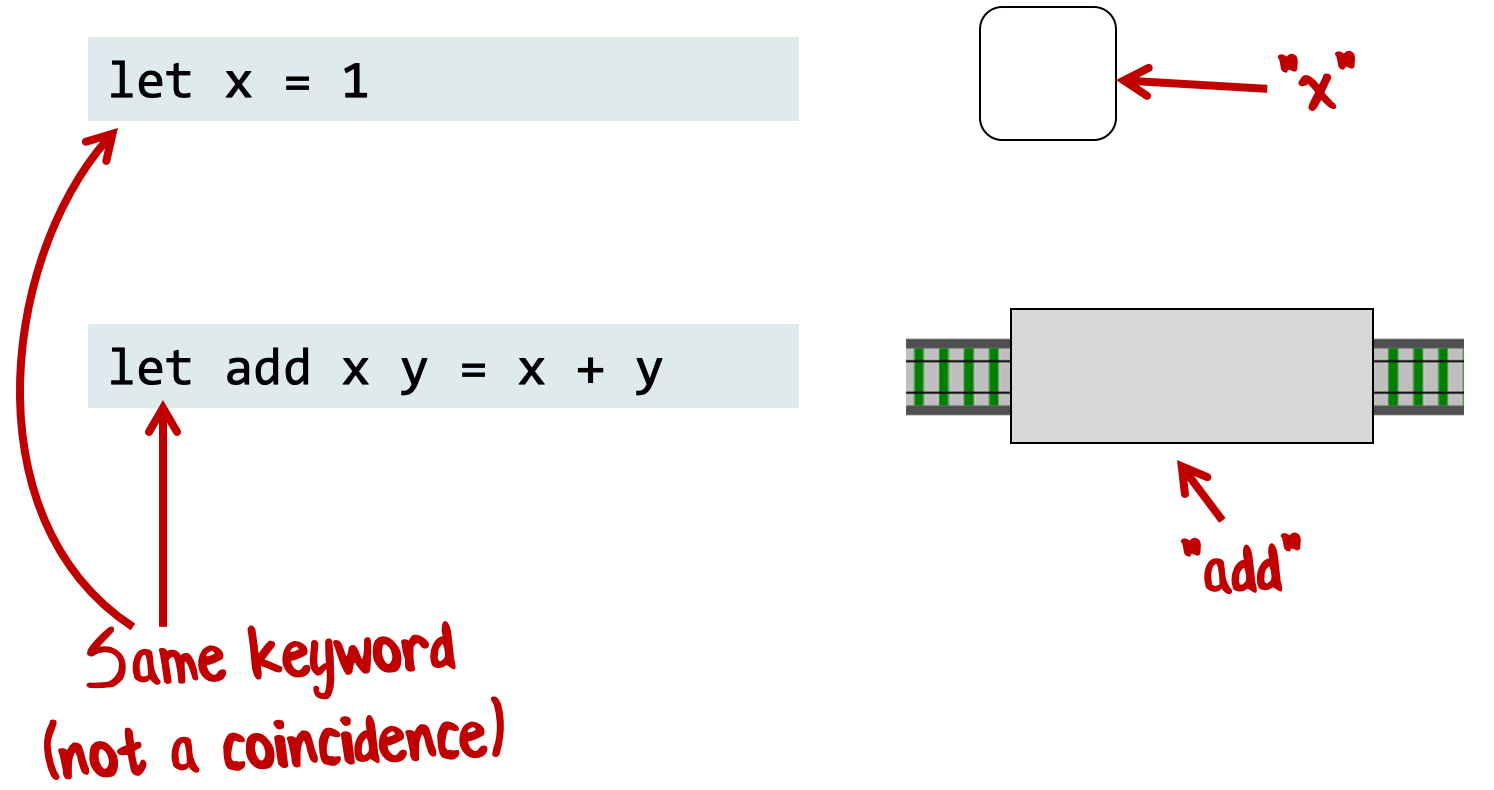 let x = 1
"x"
let add x y = x + y
"add"
Same keyword
(not a coincidence)